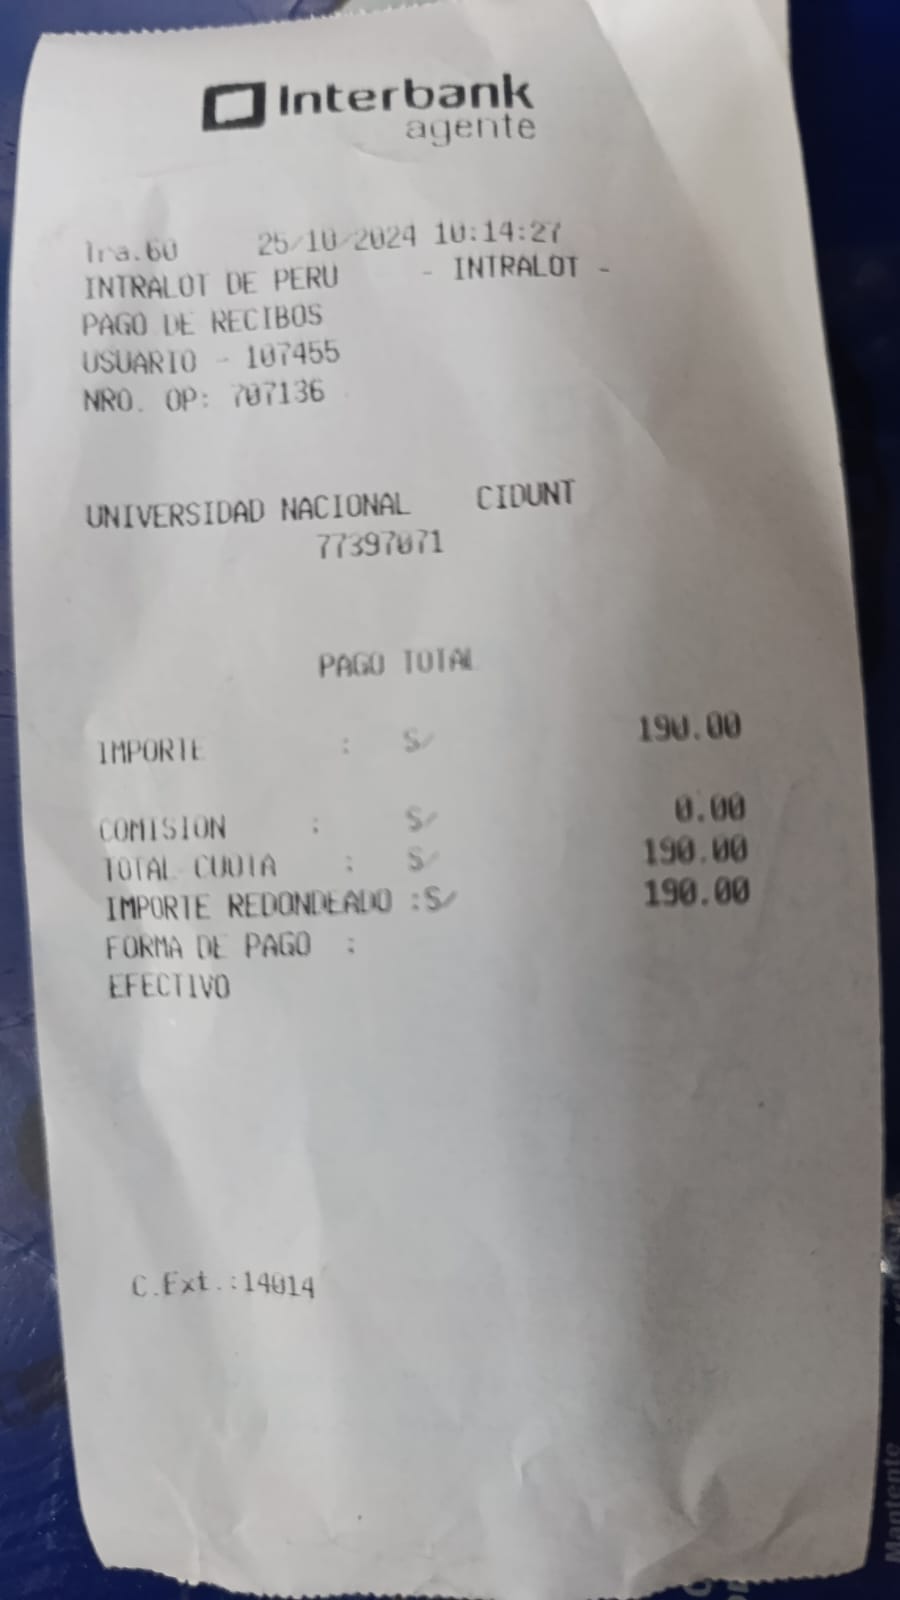 Interbank
agente
Tra.60 25/10/2024 10:14:27
INTRALOT DE PERU - INTRALOT -
PAGO DE RECIBOS
USUARIO - 107455
NRO. OP: 707136
UNIVERSIDAD NACIONAL CIDUNT
77397071
PAGO TOTAL
IMPORTE : S/ 190.00
COMISION : S/ 0.00
TOTAL CUOTA : S/ 190.00
IMPORTE REDONDEADO :S/ 190.00
FORMA DE PAGO :
EFECTIVO
C.Ext.:14014
Mantente